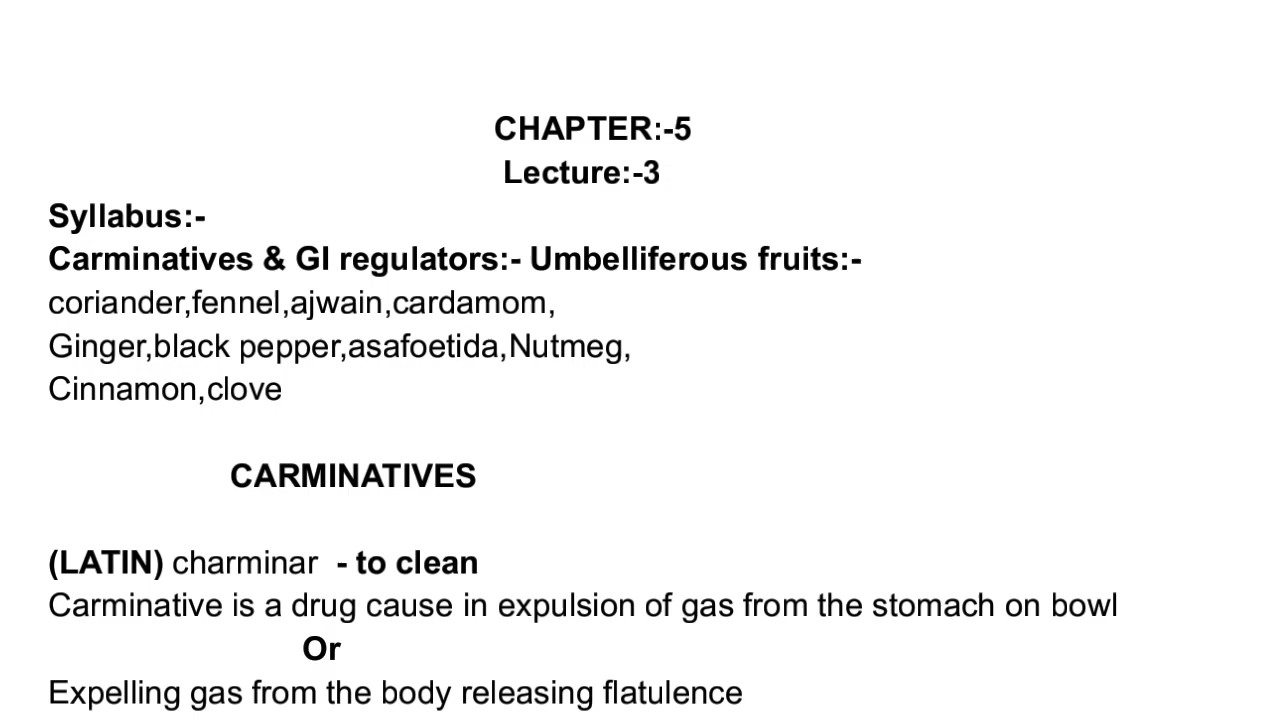 CHAPTER:-5
Lecture:-3
Syllabus:-
Carminatives & GI regulators:- Umbelliferous fruits:-
coriander,fennel,ajwain,cardamom,
Ginger,black pepper,asafoetida,Nutmeg,
Cinnamon,clove
CARMINATIVES
(LATIN) charminar - to clean
Carminative is a drug cause in expulsion of gas from the stomach on bowl
Or
Expelling gas from the body releasing flatulence